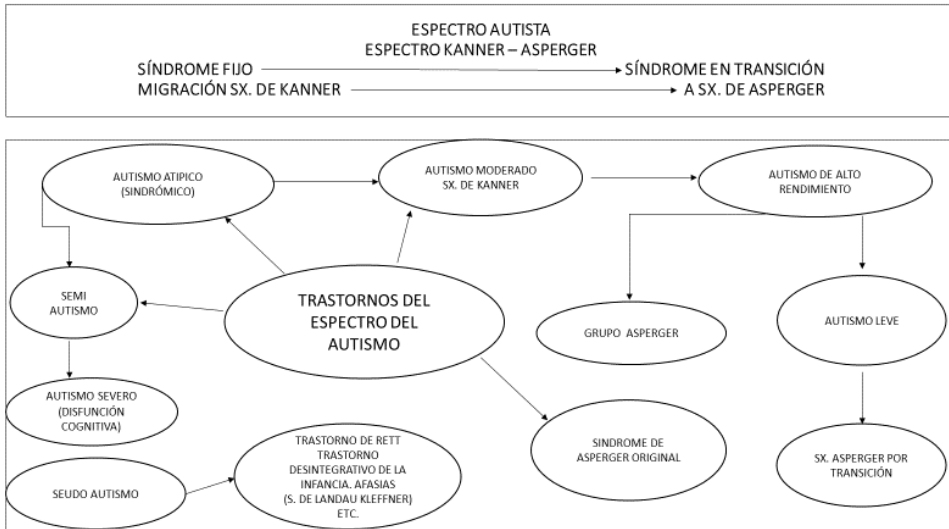 ESPECTRO AUTISTA
ESPECTRO KANNER – ASPERGER
SÍNDROME FIJO
SÍNDROME EN TRANSICIÓN
MIGRACIÓN SX. DE KANNER
A SX. DE ASPERGER
AUTISMO ATIPICO
(SINDRÓMICO)
AUTISMO MODERADO
SX. DE KANNER
AUTISMO DE ALTO
RENDIMIENTO
SEMI
AUTISMO
TRASTORNOS DEL
ESPECTRO DEL
AUTISMO
GRUPO ASPERGER
AUTISMO LEVE
AUTISMO SEVERO
(DISFUNCIÓN
COGNITIVA)
SINDROME DE
ASPERGER ORIGINAL
SX. ASPERGER POR
TRANSICIÓN
SEUDO AUTISMO
TRASTORNO DE RETT
TRASTORNO
DESINTEGRATIVO DE LA
INFANCIA. AFASIAS
(S. DE LANDAU KLEFFNER)
ETC.